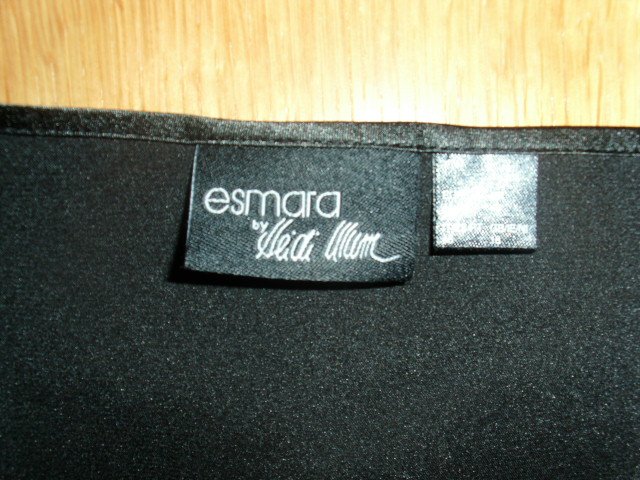 esmara
by
Heidi Klum